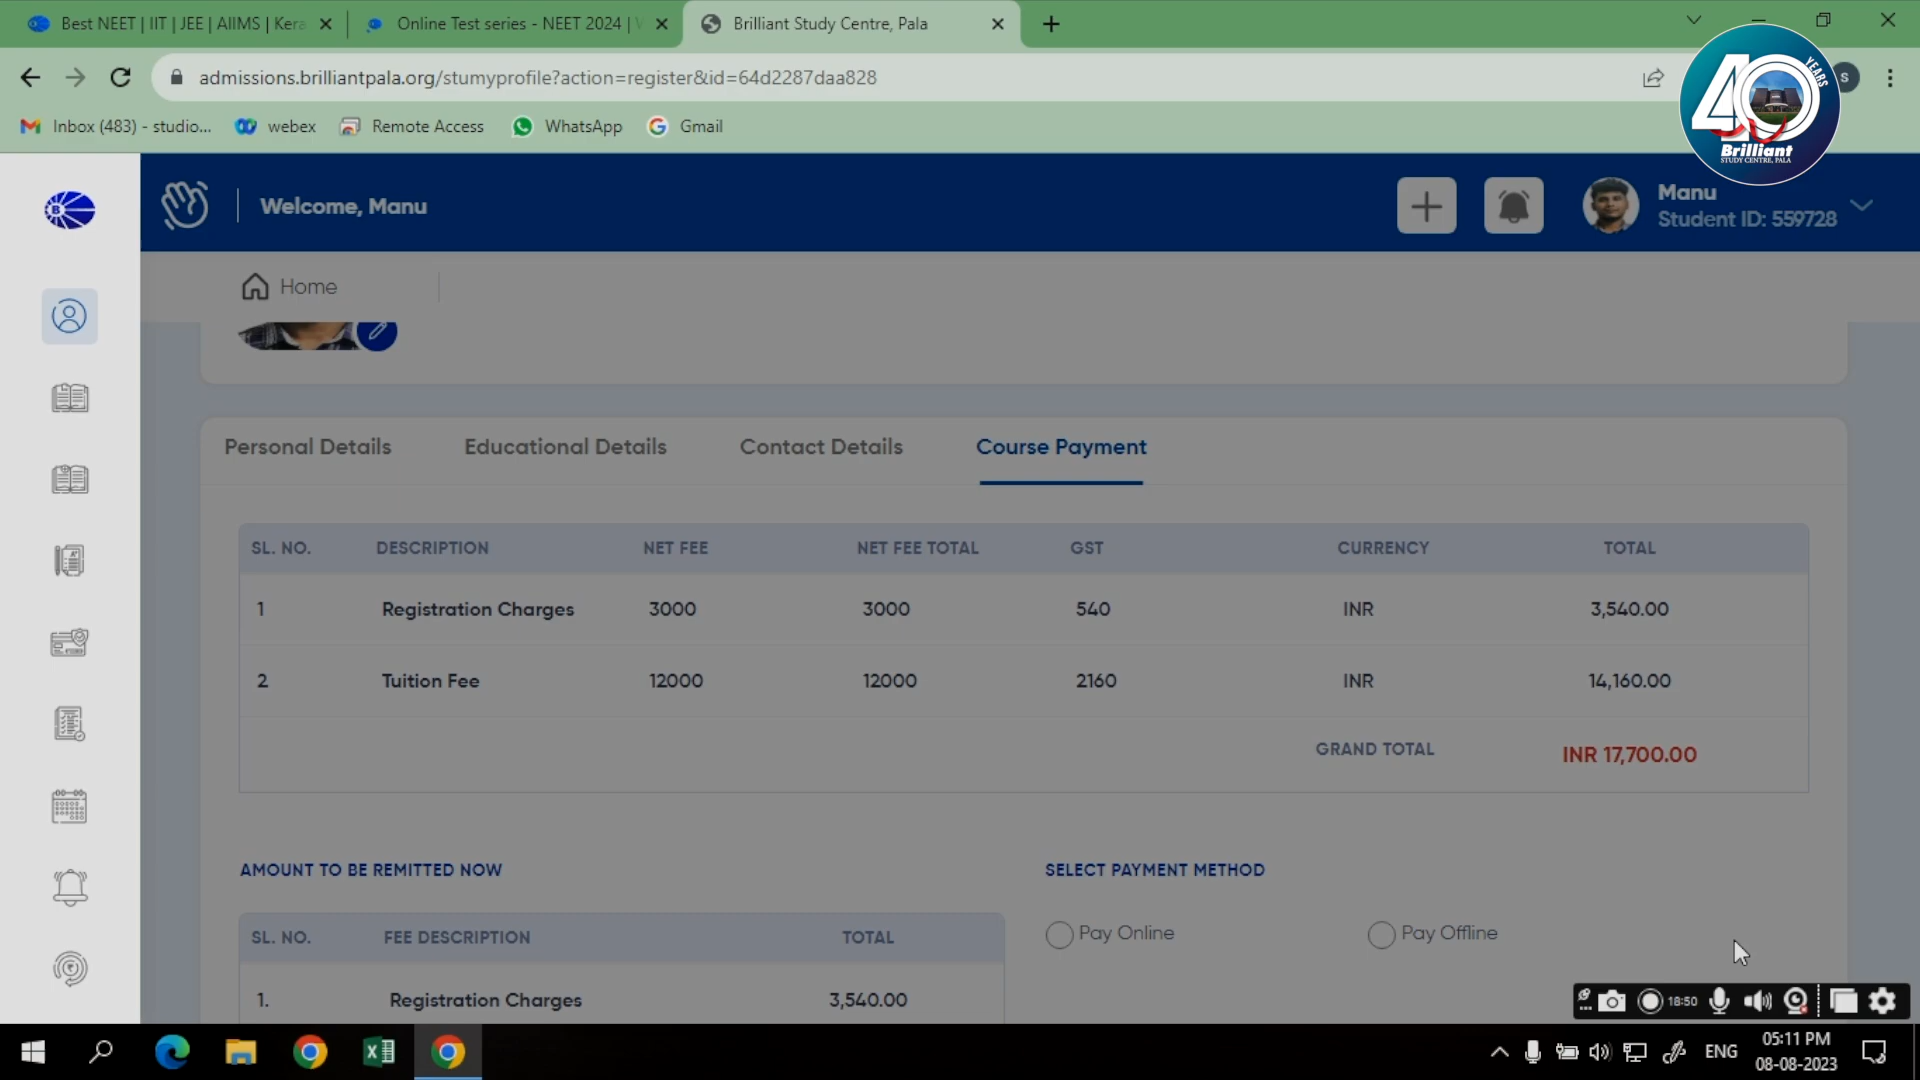 Best NEET | IIT | JEE | AIIMS | Kera
Online Test series - NEET 2024 |
Brilliant Study Centre, Pala
admissions.brilliantpala.org/stumyprofile?action=register&id=64d2287daa828
S
40 YEARS
Brilliant
STUDY CENTRE, PALA
Inbox (483) - studio...
webex
Remote Access
WhatsApp
Gmail
Welcome, Manu
Manu
Student ID: 559728
Home
Personal Details
Educational Details
Contact Details
Course Payment
SL. NO. DESCRIPTION NET FEE NET FEE TOTAL GST CURRENCY TOTAL
1 Registration Charges 3000 3000 540 INR 3,540.00
2 Tuition Fee 12000 12000 2160 INR 14,160.00
GRAND TOTAL INR 17,700.00
AMOUNT TO BE REMITTED NOW
SELECT PAYMENT METHOD
SL. NO. FEE DESCRIPTION TOTAL
Pay Online
Pay Offline
1. Registration Charges 3,540.00
18:50
ENG
05:11 PM
08-08-2023